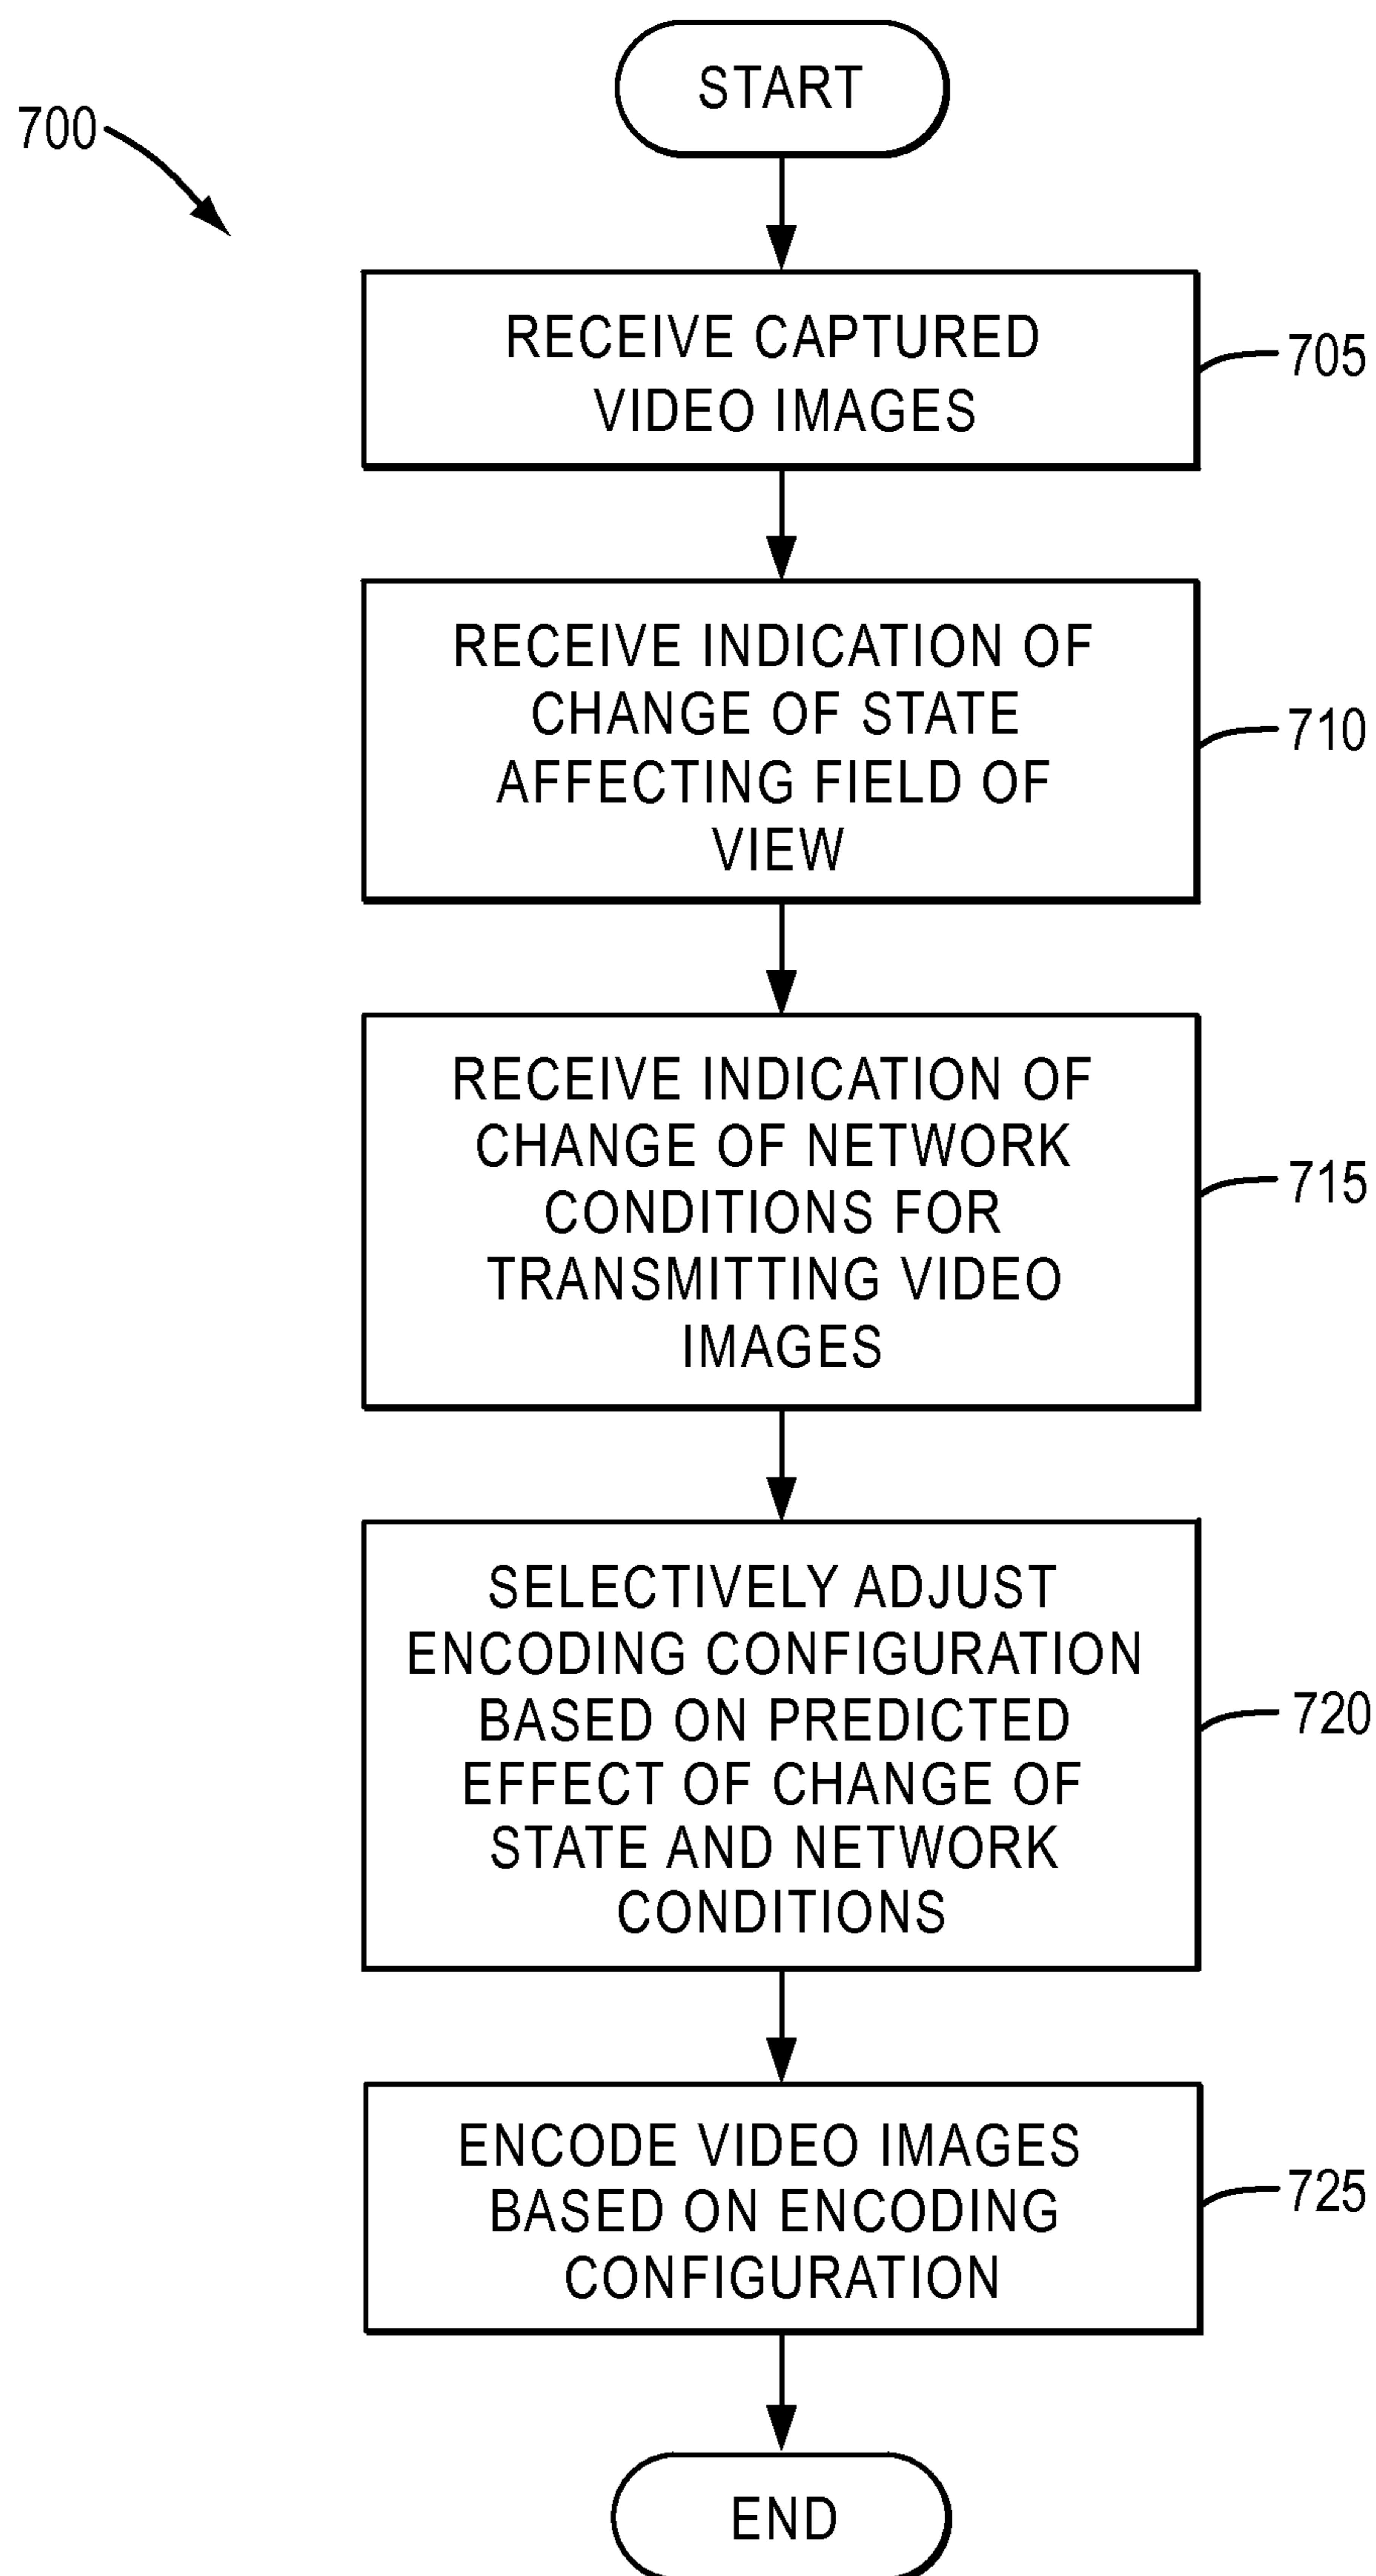 START
700
RECEIVE CAPTURED
VIDEO IMAGES
705
RECEIVE INDICATION OF
CHANGE OF STATE
AFFECTING FIELD OF
VIEW
710
RECEIVE INDICATION OF
CHANGE OF NETWORK
CONDITIONS FOR
TRANSMITTING VIDEO
IMAGES
715
SELECTIVELY ADJUST
ENCODING CONFIGURATION
BASED ON PREDICTED
EFFECT OF CHANGE OF
STATE AND NETWORK
CONDITIONS
720
ENCODE VIDEO IMAGES
BASED ON ENCODING
CONFIGURATION
725
END